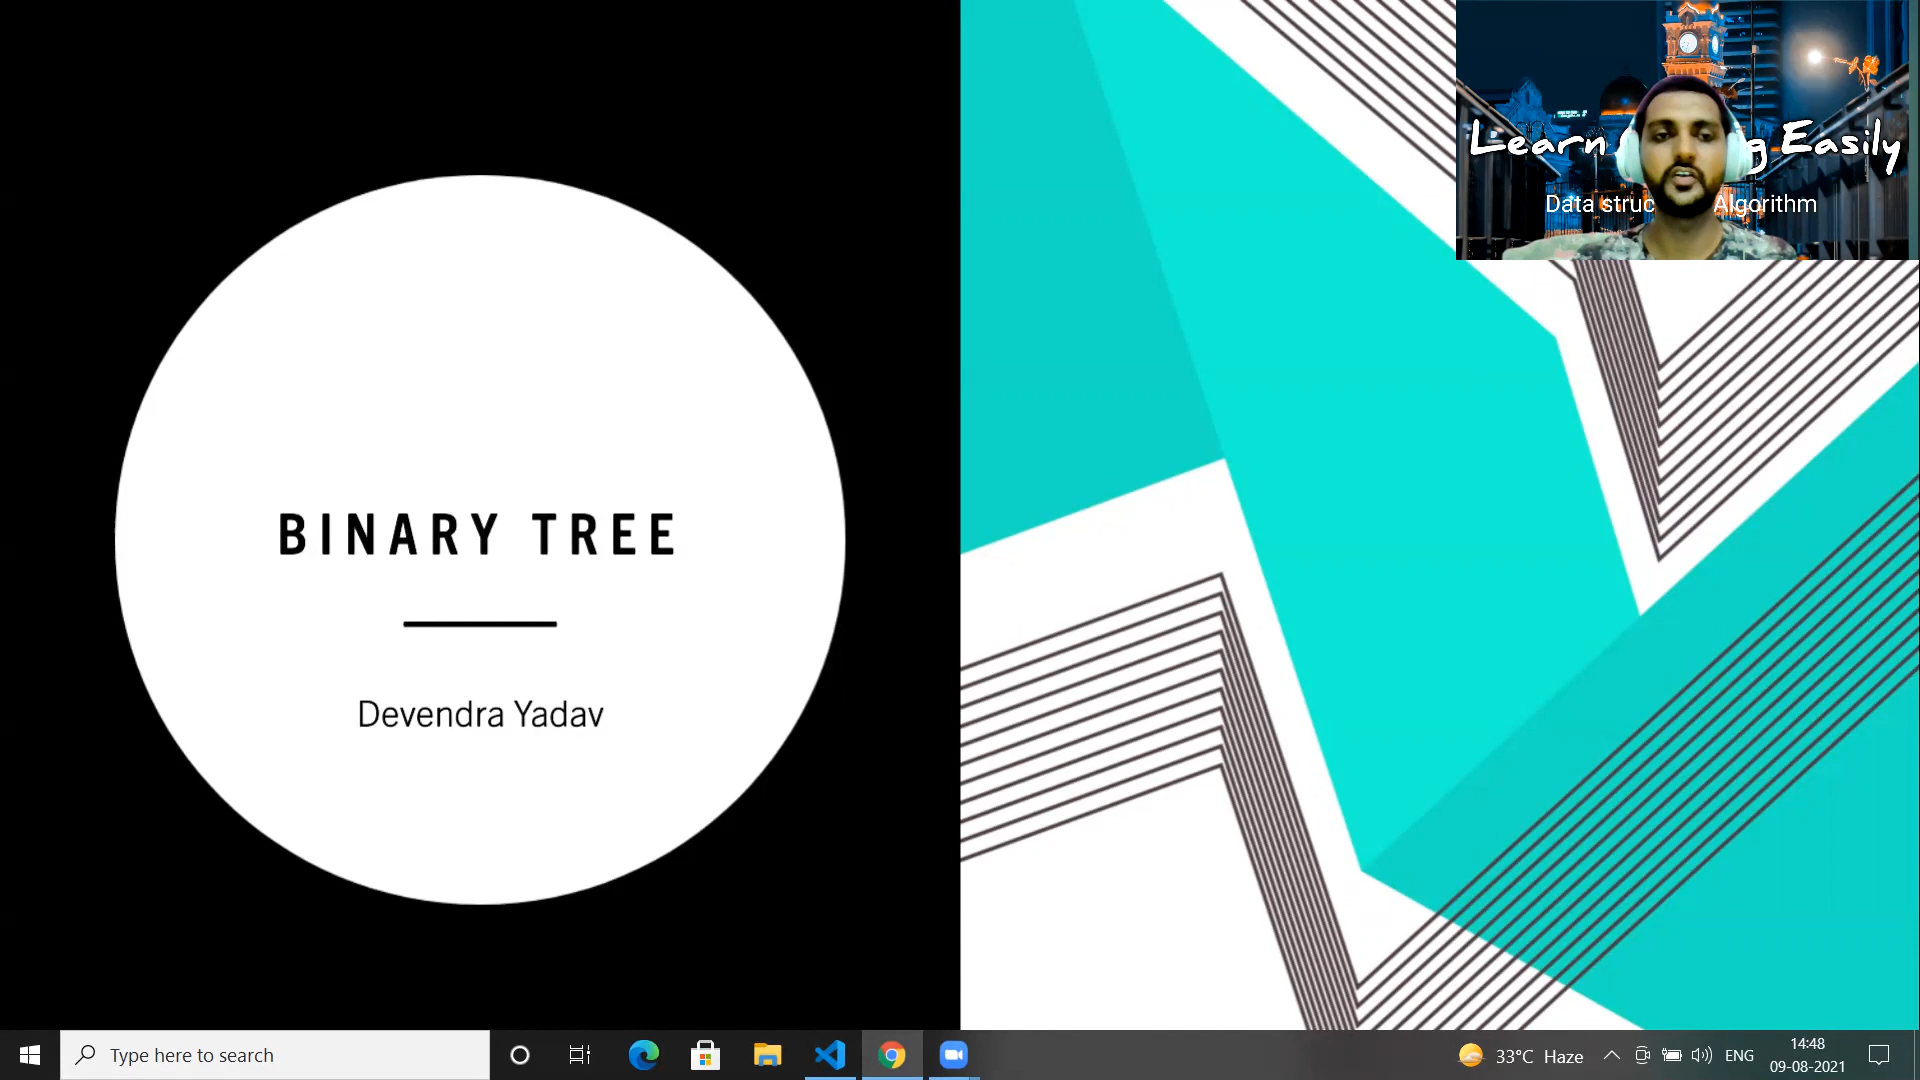 Learn g Easily
Data struc Algorithm
BINARY TREE
Devendra Yadav
Type here to search
33°C Haze
ENG
14:48
09-08-2021